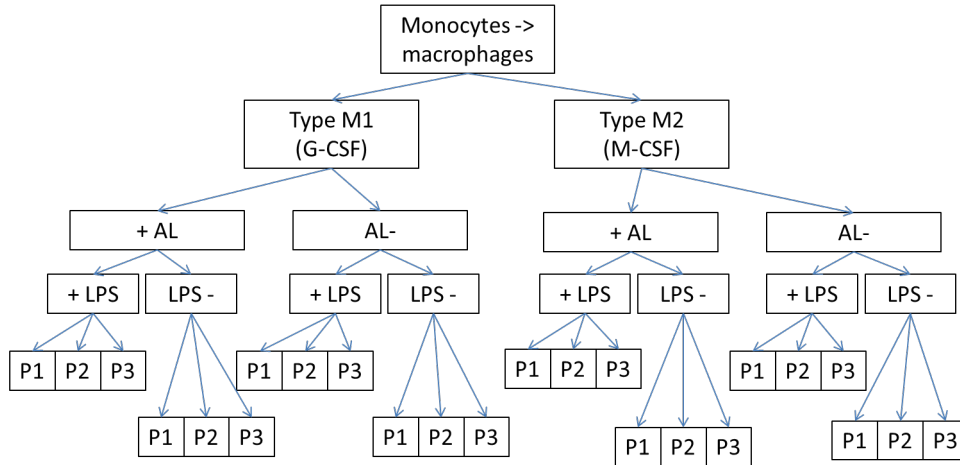 Monocytes ->
macrophages
Type M1
(G-CSF)
Type M2
(M-CSF)
+ AL
AL-
+ AL
AL-
+ LPS
LPS -
+ LPS
LPS -
+ LPS
LPS -
+ LPS
LPS -
P1 P2 P3
P1 P2 P3
P1 P2 P3
P1 P2 P3
P1 P2 P3
P1 P2 P3
P1 P2 P3
P1 P2 P3